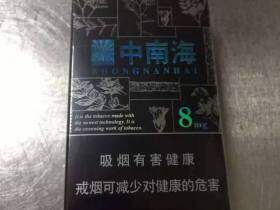 中南海
ZHONGNANHAI
It is the tobacco made with
the newest technology. It is
the crowning work of tobacco.
8mg
吸烟有害健康
戒烟可减少对健康的危害